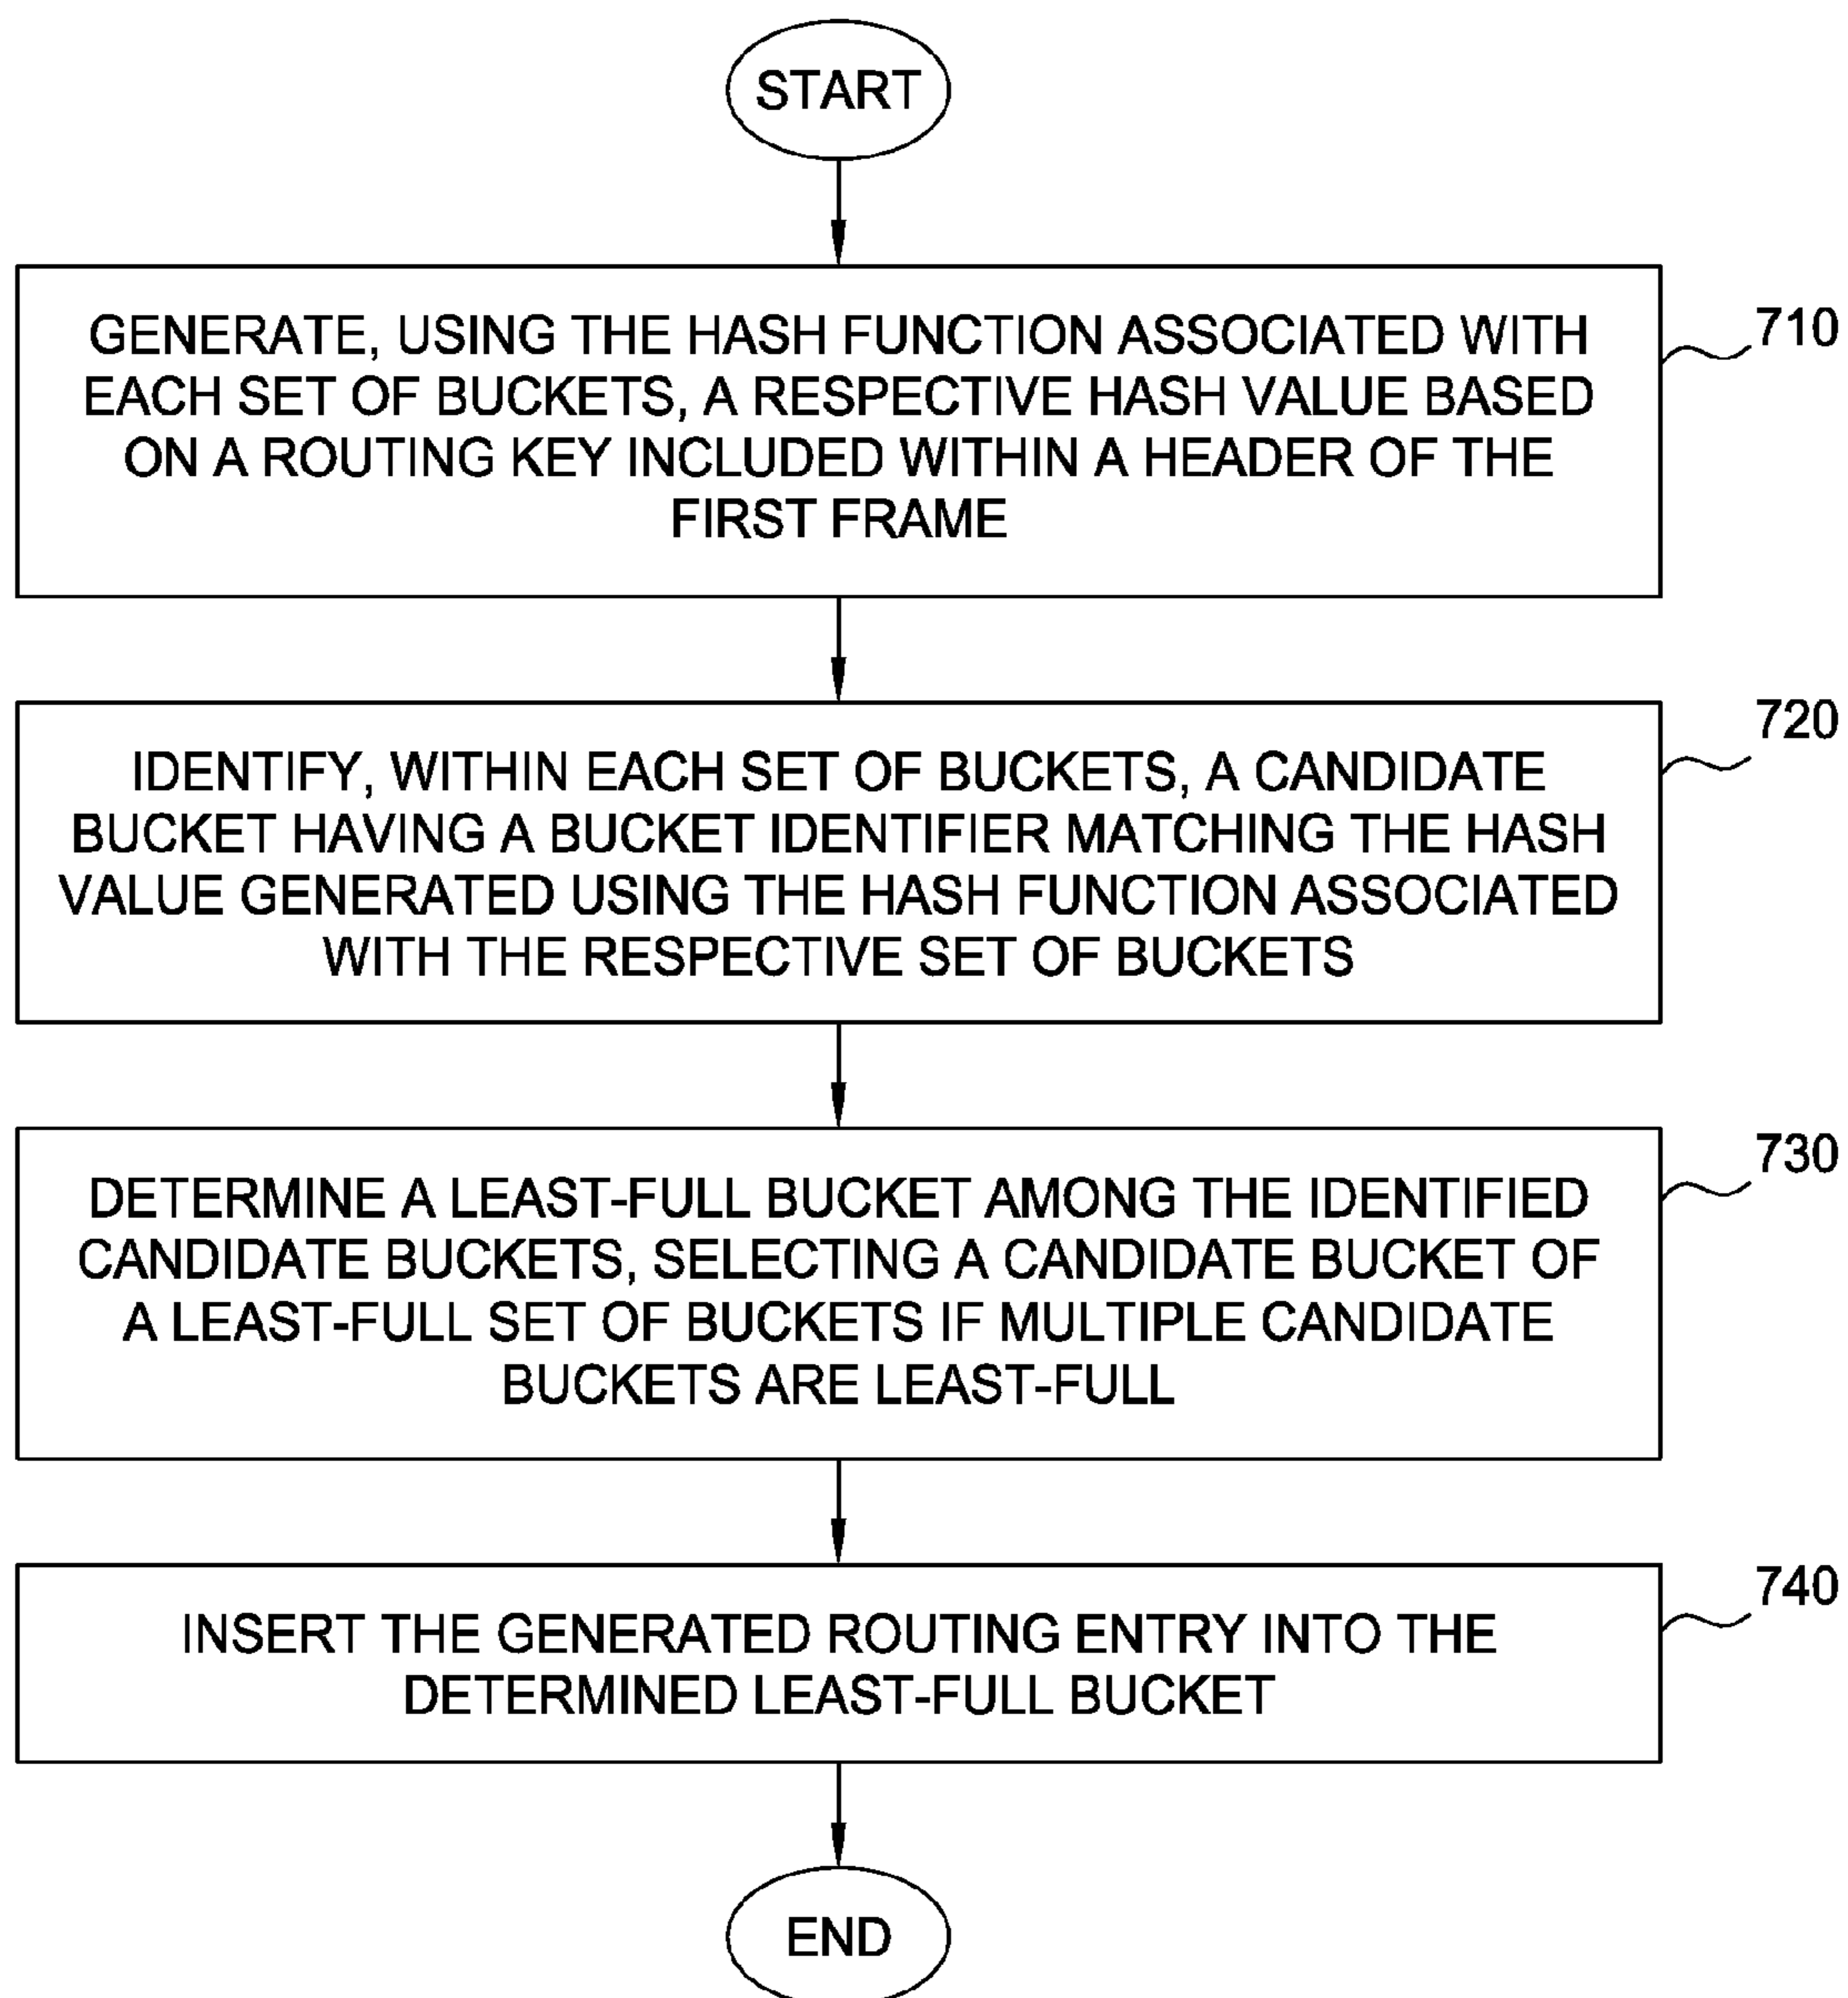 START
GENERATE, USING THE HASH FUNCTION ASSOCIATED WITH
EACH SET OF BUCKETS, A RESPECTIVE HASH VALUE BASED
ON A ROUTING KEY INCLUDED WITHIN A HEADER OF THE
FIRST FRAME
710
IDENTIFY, WITHIN EACH SET OF BUCKETS, A CANDIDATE
BUCKET HAVING A BUCKET IDENTIFIER MATCHING THE HASH
VALUE GENERATED USING THE HASH FUNCTION ASSOCIATED
WITH THE RESPECTIVE SET OF BUCKETS
720
DETERMINE A LEAST-FULL BUCKET AMONG THE IDENTIFIED
CANDIDATE BUCKETS, SELECTING A CANDIDATE BUCKET OF
A LEAST-FULL SET OF BUCKETS IF MULTIPLE CANDIDATE
BUCKETS ARE LEAST-FULL
730
INSERT THE GENERATED ROUTING ENTRY INTO THE
DETERMINED LEAST-FULL BUCKET
740
END